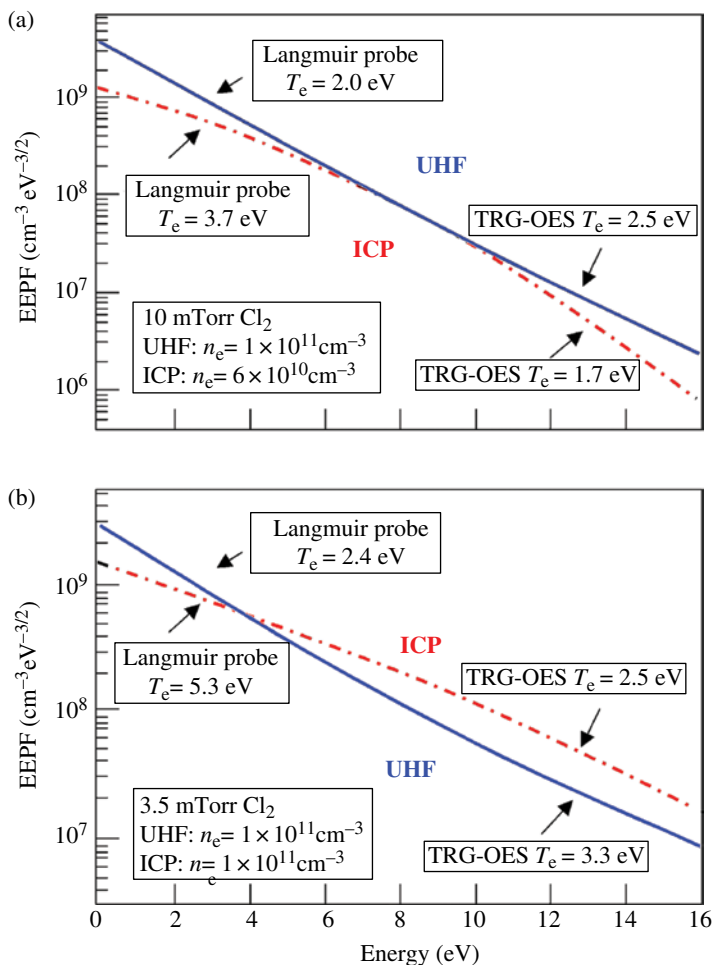 (a)
Langmuir probe
Tₑ = 2.0 eV
10⁹
Langmuir probe
Tₑ = 3.7 eV
UHF
10⁸
EEPF (cm⁻³ eV⁻³/²)
ICP
TRG-OES Tₑ = 2.5 eV
10⁷
10 mTorr Cl₂
UHF: nₑ= 1 × 10¹¹cm⁻³
ICP: nₑ= 6 × 10¹⁰cm⁻³
TRG-OES Tₑ = 1.7 eV
10⁶
(b)
Langmuir probe
Tₑ = 2.4 eV
10⁹
Langmuir probe
Tₑ= 5.3 eV
ICP
TRG-OES Tₑ = 2.5 eV
EEPF (cm⁻³eV⁻³/²)
10⁸
UHF
3.5 mTorr Cl₂
UHF: nₑ= 1 × 10¹¹cm⁻³
ICP: nₑ= 1 × 10¹¹cm⁻³
TRG-OES Tₑ = 3.3 eV
10⁷
0 2 4 6 8 10 12 14 16
Energy (eV)